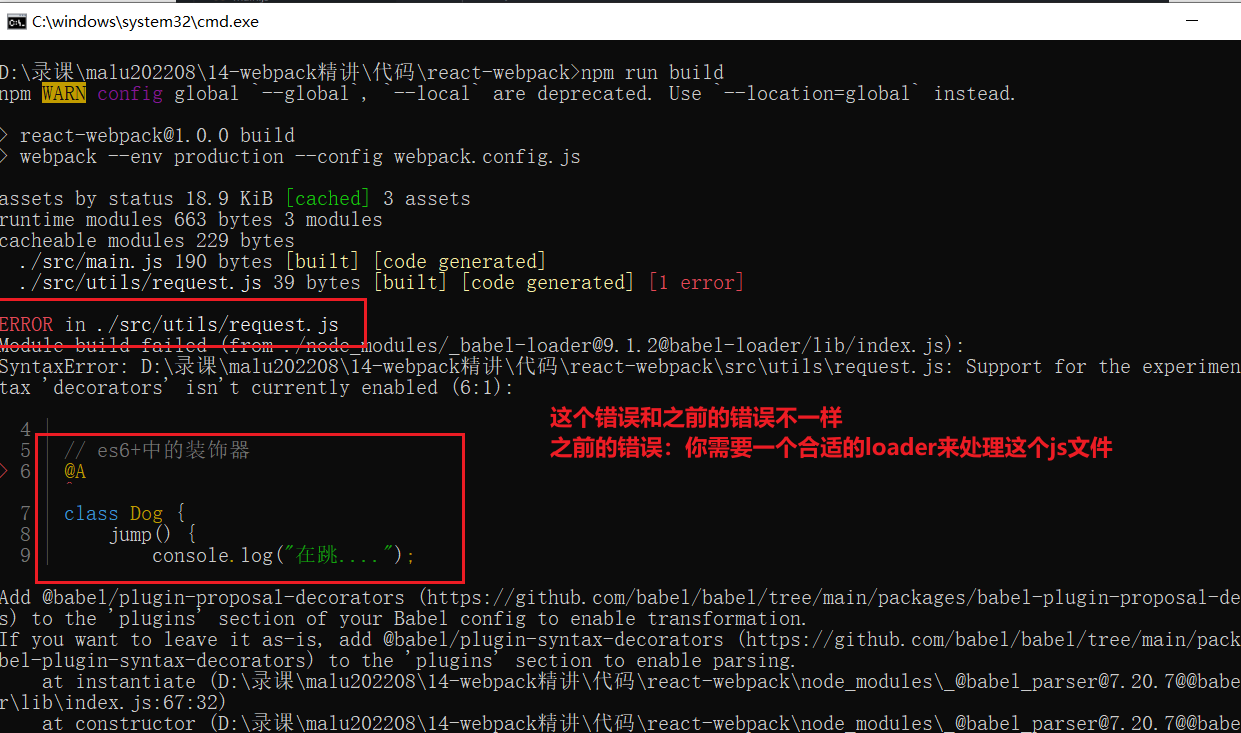 C:\windows\system32\cmd.exe
D:\录课\malu202208\14-webpack精讲\代码\react-webpack>npm run build
npm WARN config global `--global`, `--local` are deprecated. Use `--location=global` instead.
> react-webpack@1.0.0 build
> webpack --env production --config webpack.config.js
assets by status 18.9 KiB [cached] 3 assets
runtime modules 663 bytes 3 modules
cacheable modules 229 bytes
./src/main.js 190 bytes [built] [code generated]
./src/utils/request.js 39 bytes [built] [code generated] [1 error]
ERROR in ./src/utils/request.js
Module build failed (from ./node_modules/_babel-loader@9.1.2@babel-loader/lib/index.js):
SyntaxError: D:\录课\malu202208\14-webpack精讲\代码\react-webpack\src\utils\request.js: Support for the experimen
tax 'decorators' isn't currently enabled (6:1):
这个错误和之前的错误不一样
之前的错误：你需要一个合适的loader来处理这个js文件
4 |
5 | // es6+中的装饰器
> 6 | @A
| ^
7 | class Dog {
8 | jump() {
9 | console.log("在跳....");
Add @babel/plugin-proposal-decorators (https://github.com/babel/babel/tree/main/packages/babel-plugin-proposal-de
s) to the 'plugins' section of your Babel config to enable transformation.
If you want to leave it as-is, add @babel/plugin-syntax-decorators (https://github.com/babel/babel/tree/main/pack
bel-plugin-syntax-decorators) to the 'plugins' section to enable parsing.
at instantiate (D:\录课\malu202208\14-webpack精讲\代码\react-webpack\node_modules\_@babel_parser@7.20.7@@babe
r\lib\index.js:67:32)
at constructor (D:\录课\malu202208\14-webpack精讲\代码\react-webpack\node_modules\_@babel_parser@7.20.7@@babe